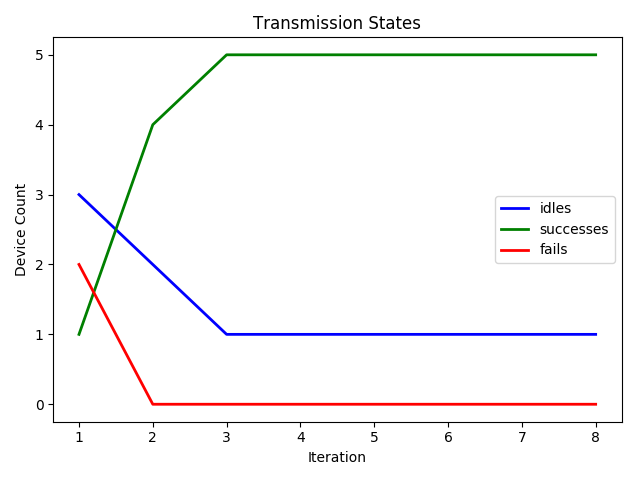 Transmission States
Device Count
5
4
3
2
1
0
idles
successes
fails
1 2 3 4 5 6 7 8
Iteration